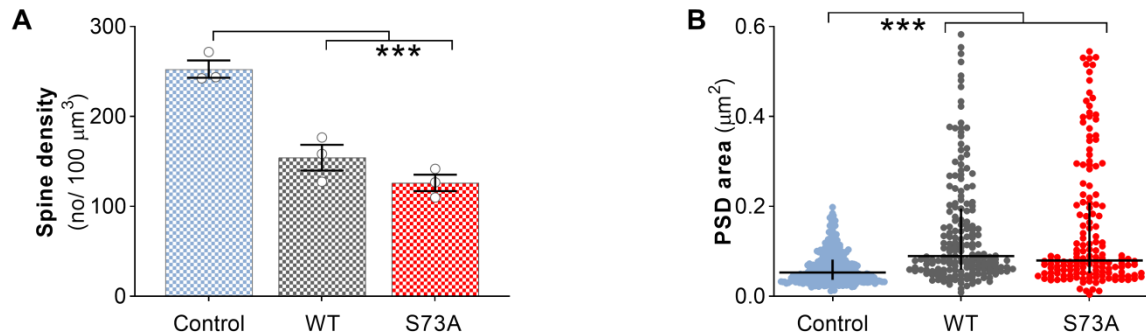 A
Spine density
(no/ 100 μm³)
300
200
100
0
***
Control
WT
S73A
B
PSD area (μm²)
0.6
0.4
0.2
0.0
***
Control
WT
S73A